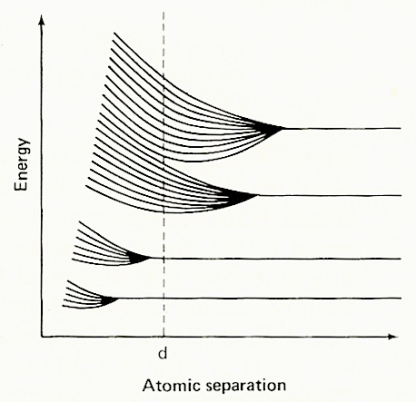 Energy
d
Atomic separation